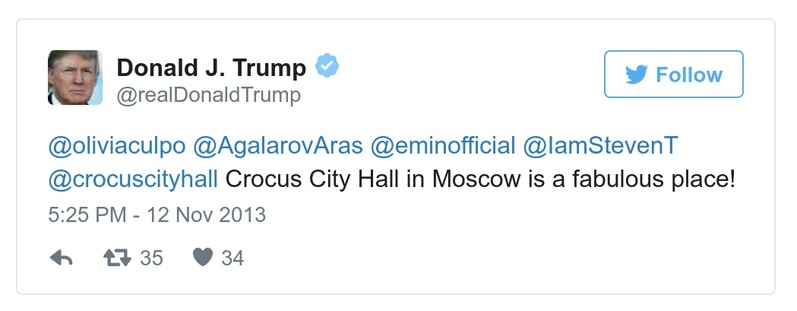 Donald J. Trump
@realDonaldTrump
Follow
@oliviaculpo @AgalarovAras @eminofficial @IamStevenT
@crocuscityhall Crocus City Hall in Moscow is a fabulous place!
5:25 PM - 12 Nov 2013
35 34